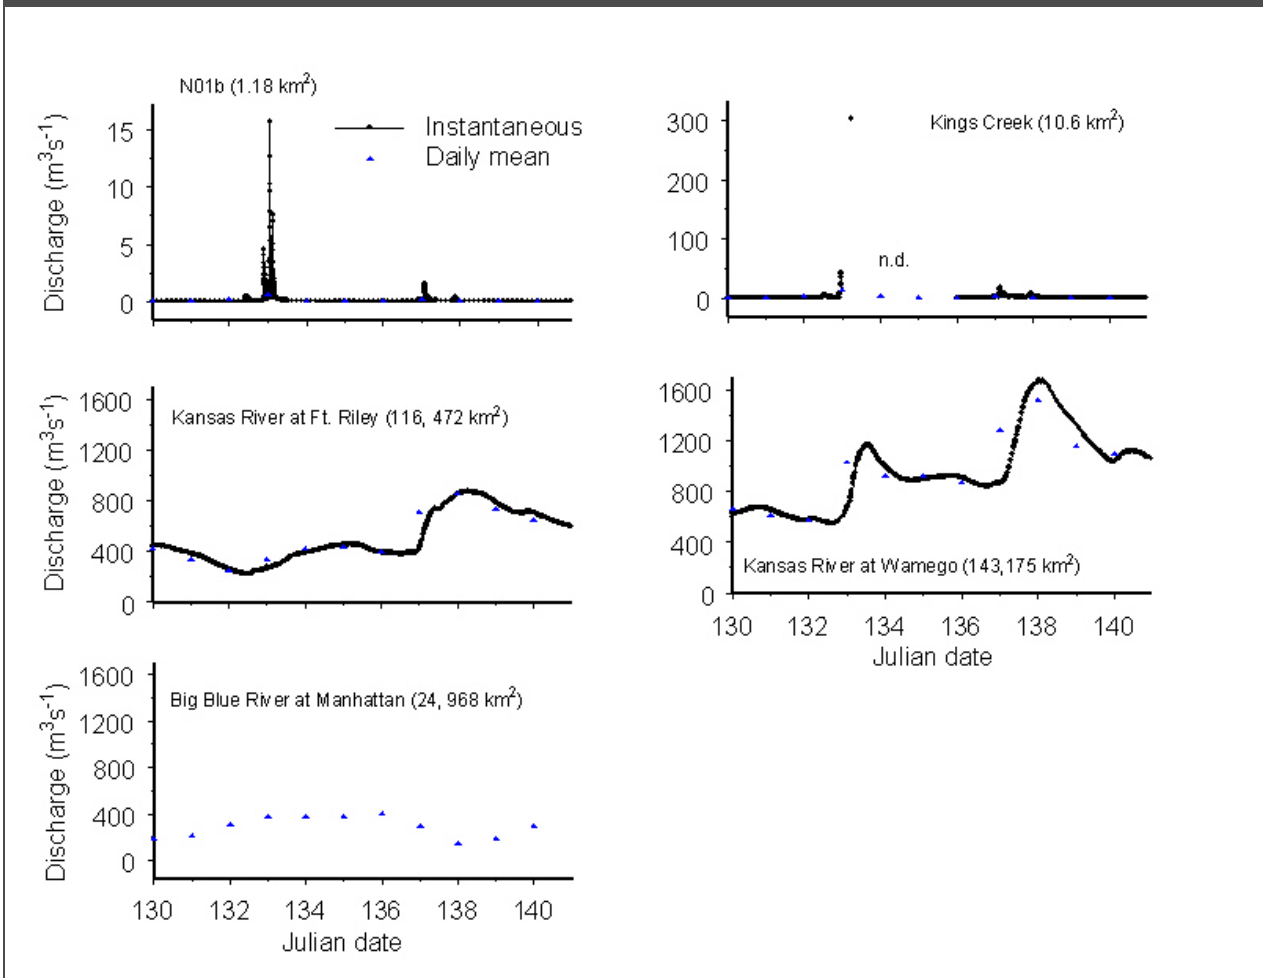 N01b (1.18 km²)
Discharge (m³s⁻¹)
15
10
5
0
Instantaneous
Daily mean
Discharge (m³s⁻¹)
300
200
100
0
Kings Creek (10.6 km²)
n.d.
Discharge (m³s⁻¹)
1600
1200
800
400
0
Kansas River at Ft. Riley (116, 472 km²)
1600
1200
800
400
0
Kansas River at Wamego (143,175 km²)
130 132 134 136 138 140
Julian date
Discharge (m³s⁻¹)
1600
1200
800
400
0
Big Blue River at Manhattan (24, 968 km²)
130 132 134 136 138 140
Julian date